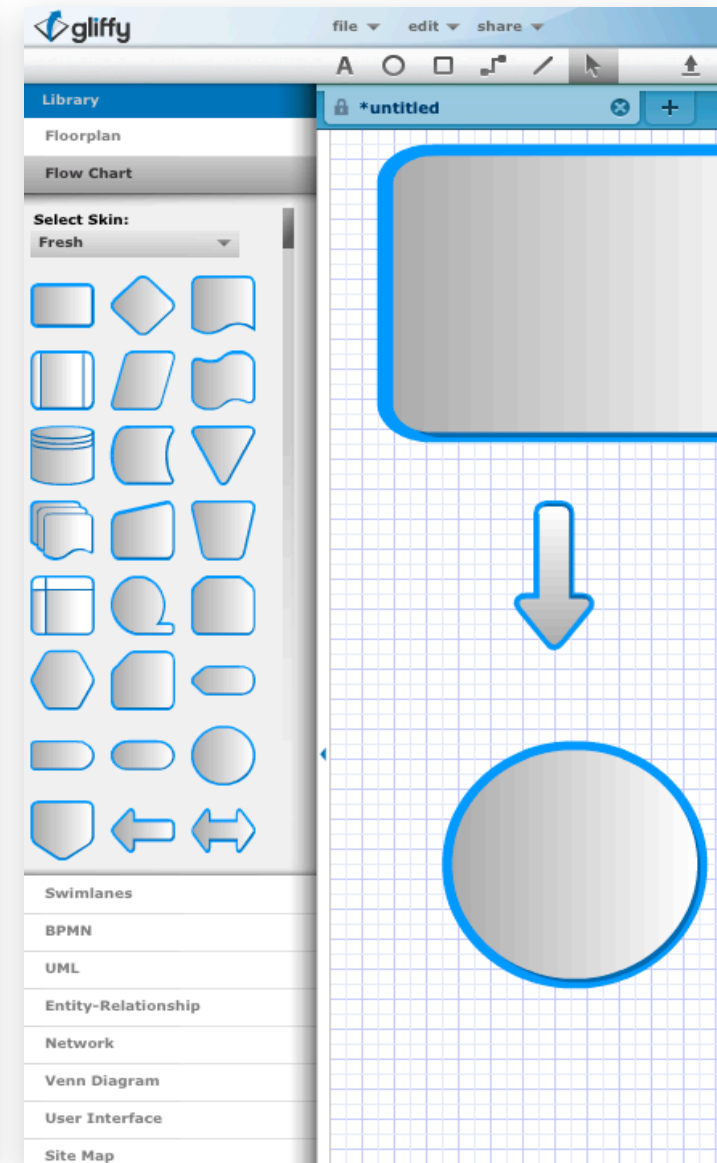 gliffy
file edit share
A
Library
*untitled
Floorplan
Flow Chart
Select Skin:
Fresh
Swimlanes
BPMN
UML
Entity-Relationship
Network
Venn Diagram
User Interface
Site Map